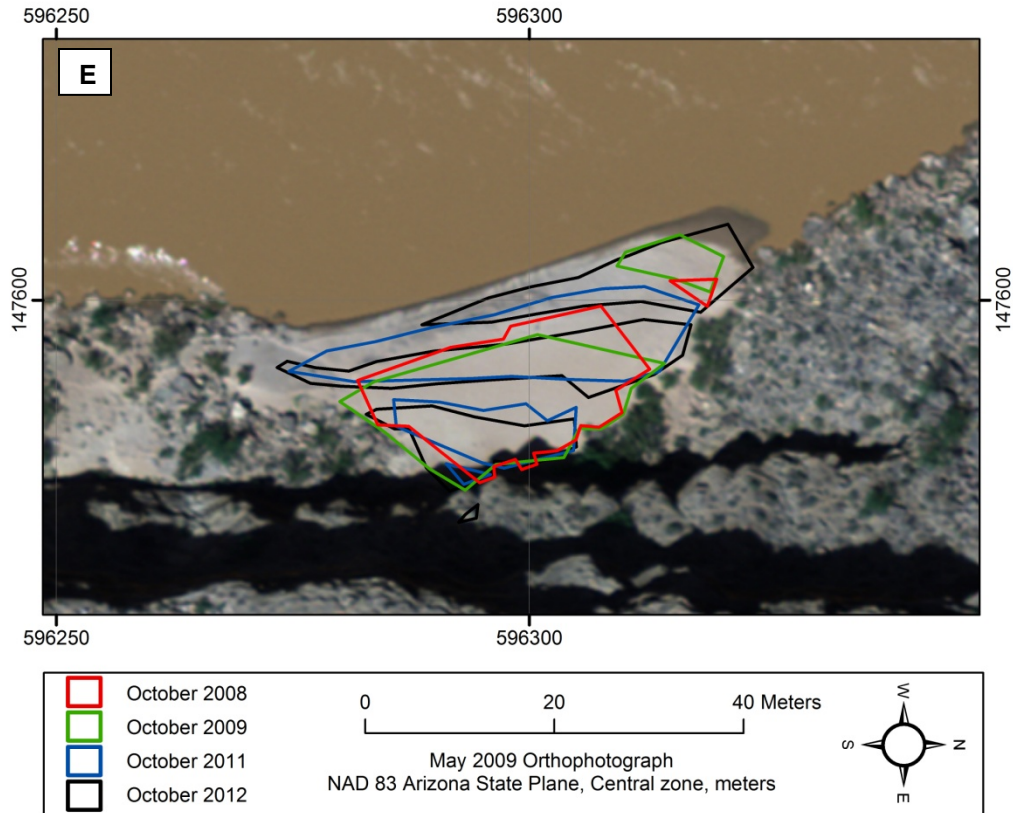 596250 596300
E
147600 147600
596250 596300
October 2008
October 2009
October 2011
October 2012
0 20 40 Meters
May 2009 Orthophotograph
NAD 83 Arizona State Plane, Central zone, meters
W
S N
E